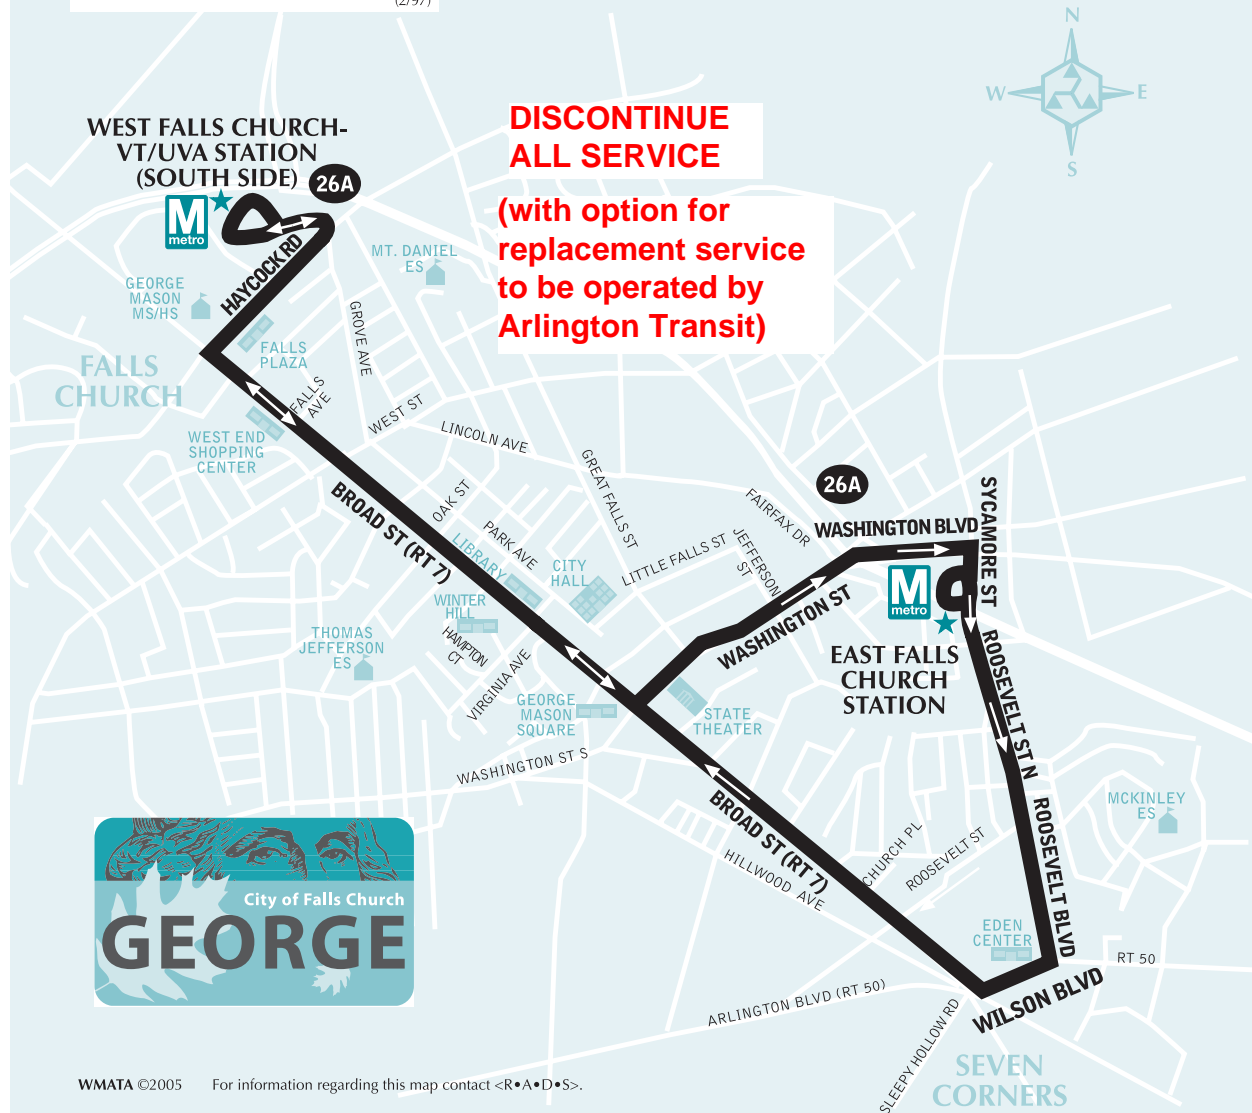 (2/97)
N
W
E
S
WEST FALLS CHURCH-
VT/UVA STATION
(SOUTH SIDE)
26A
M
metro
DISCONTINUE
ALL SERVICE
(with option for
replacement service
to be operated by
Arlington Transit)
HAYCOCK RD
MT. DANIEL
ES
GEORGE
MASON
MS/HS
FALLS
PLAZA
GROVE AVE
FALLS
CHURCH
FALLS
AVE
WEST ST
WEST END
SHOPPING
CENTER
LINCOLN AVE
GREAT FALLS ST
BROAD ST (RT 7)
OAK ST
PARK AVE
LIBRARY
CITY
HALL
LITTLE FALLS ST
JEFFERSON
ST
FAIRFAX DR
26A
WASHINGTON BLVD
SYCAMORE ST
M
metro
WASHINGTON ST
EAST FALLS
CHURCH
STATION
ROOSEVELT ST N
WINTER
HILL
HAMPTON
CT
THOMAS
JEFFERSON
ES
VIRGINIA AVE
GEORGE
MASON
SQUARE
STATE
THEATER
WASHINGTON ST S
BROAD ST (RT 7)
HILLWOOD AVE
CHURCH PL
ROOSEVELT ST
ROOSEVELT BLVD
MCKINLEY
ES
EDEN
CENTER
RT 50
WILSON BLVD
ARLINGTON BLVD (RT 50)
SLEEPY HOLLOW RD
SEVEN
CORNERS
City of Falls Church
GEORGE
WMATA ©2005 For information regarding this map contact <R•A•D•S>.